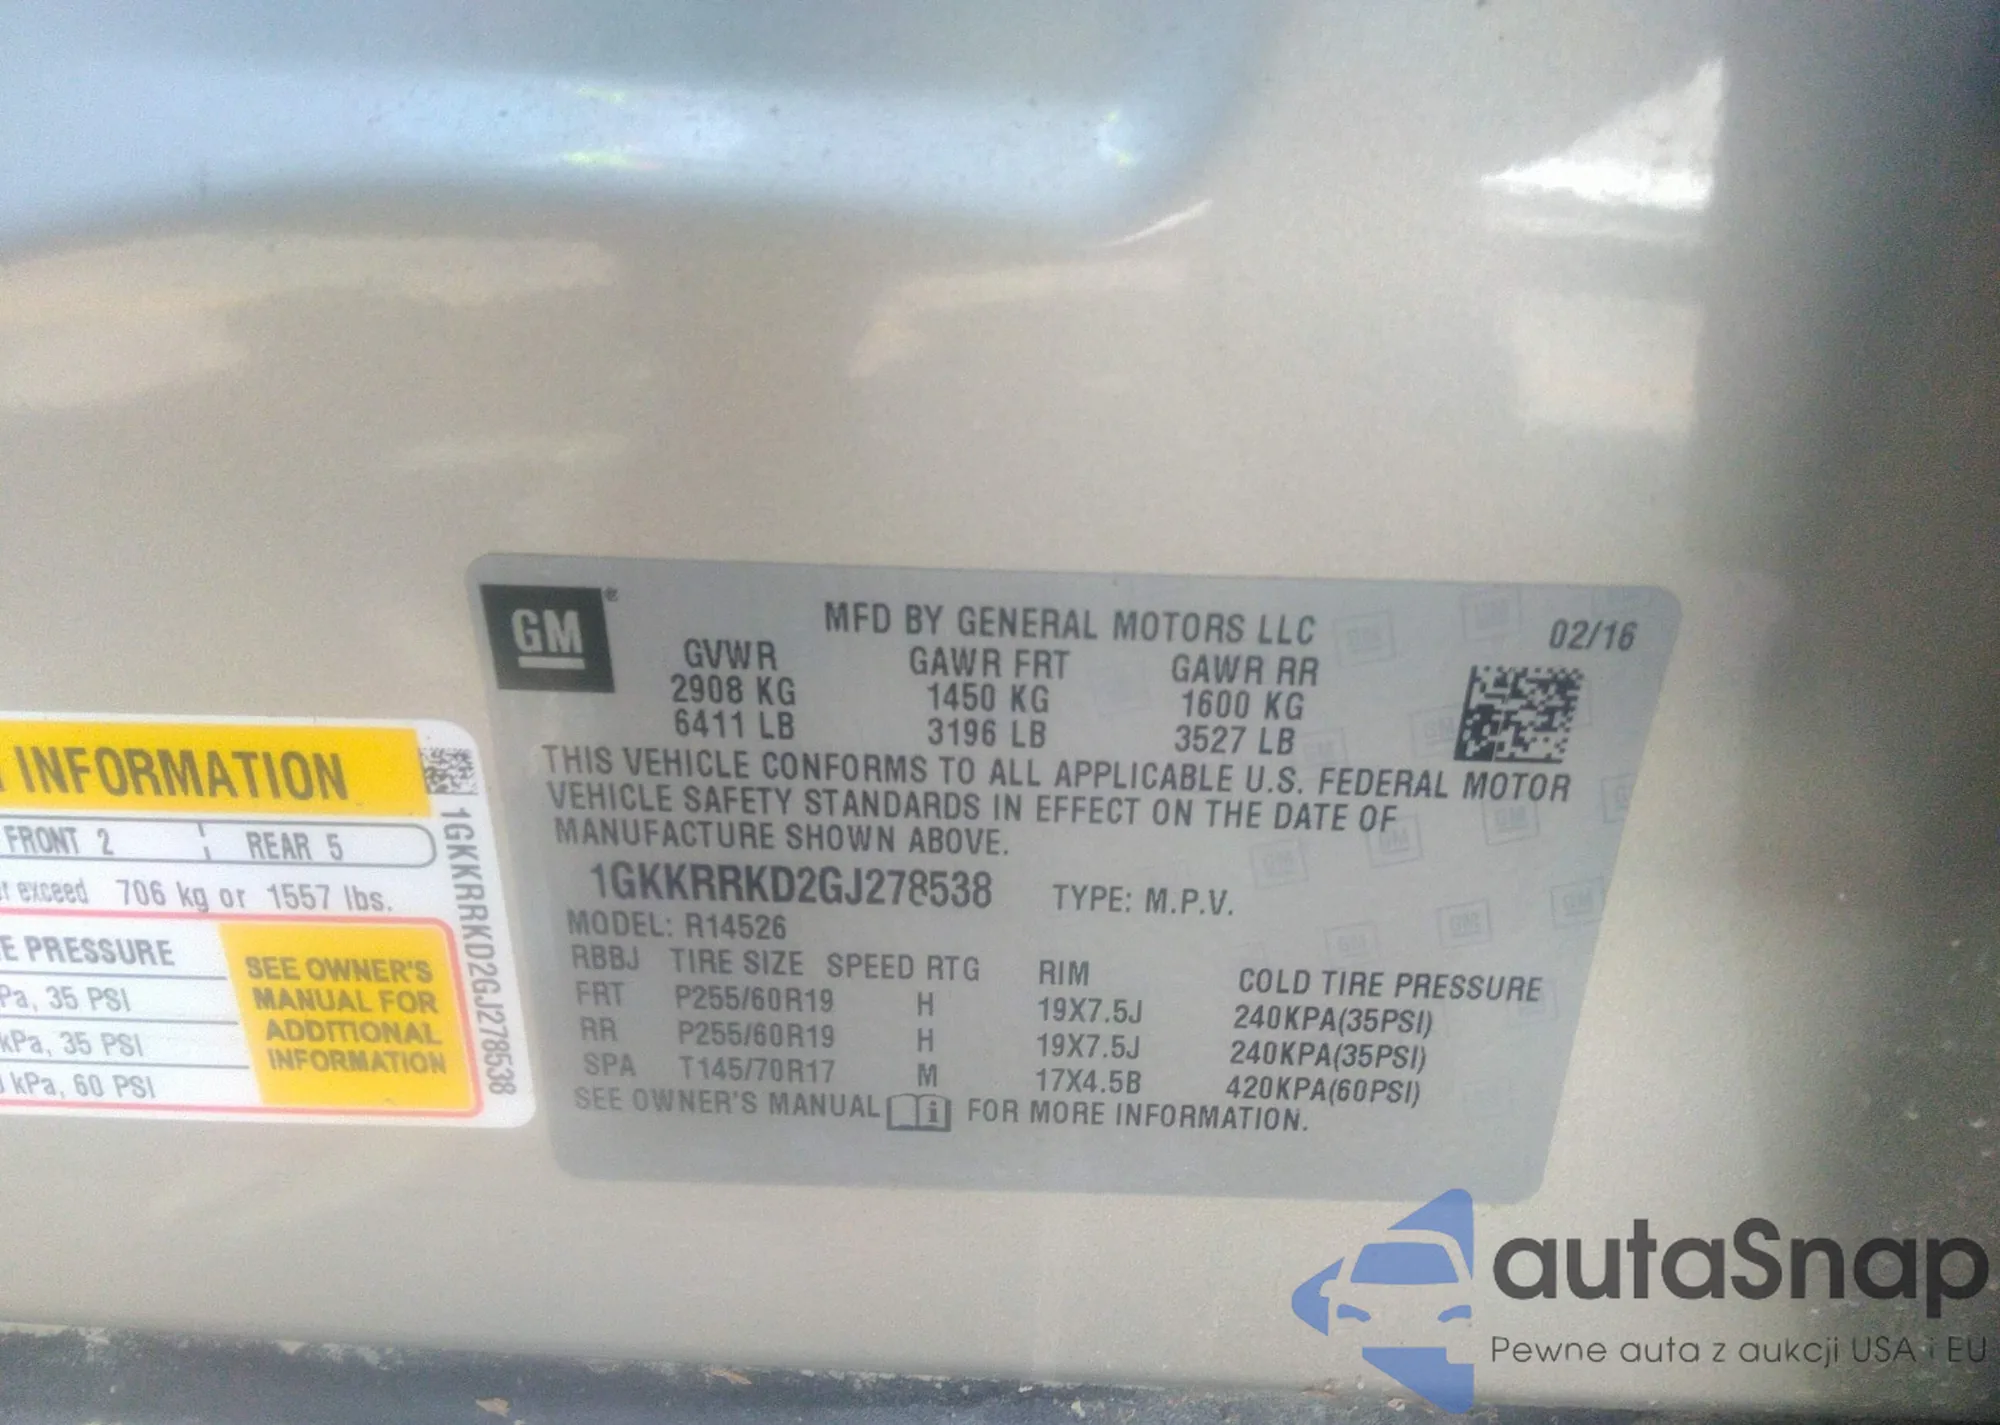 GM ®
MFD BY GENERAL MOTORS LLC 02/16
GVWR GAWR FRT GAWR RR
2908 KG 1450 KG 1600 KG
6411 LB 3196 LB 3527 LB
THIS VEHICLE CONFORMS TO ALL APPLICABLE U.S. FEDERAL MOTOR
VEHICLE SAFETY STANDARDS IN EFFECT ON THE DATE OF
MANUFACTURE SHOWN ABOVE.
1GKKRRKD2GJ278538 TYPE: M.P.V.
MODEL: R14526
RBBJ TIRE SIZE SPEED RTG RIM COLD TIRE PRESSURE
FRT P255/60R19 H 19X7.5J 240KPA(35PSI)
RR P255/60R19 H 19X7.5J 240KPA(35PSI)
SPA T145/70R17 M 17X4.5B 420KPA(60PSI)
SEE OWNER'S MANUAL i FOR MORE INFORMATION.
INFORMATION
FRONT 2 REAR 5
exceed 706 kg or 1557 lbs.
PRESSURE
Pa, 35 PSI
kPa, 35 PSI
kPa, 60 PSI
SEE OWNER'S
MANUAL FOR
ADDITIONAL
INFORMATION
1GKKRRKD2GJ278538
autaSnap
Pewne auta z aukcji USA i EU